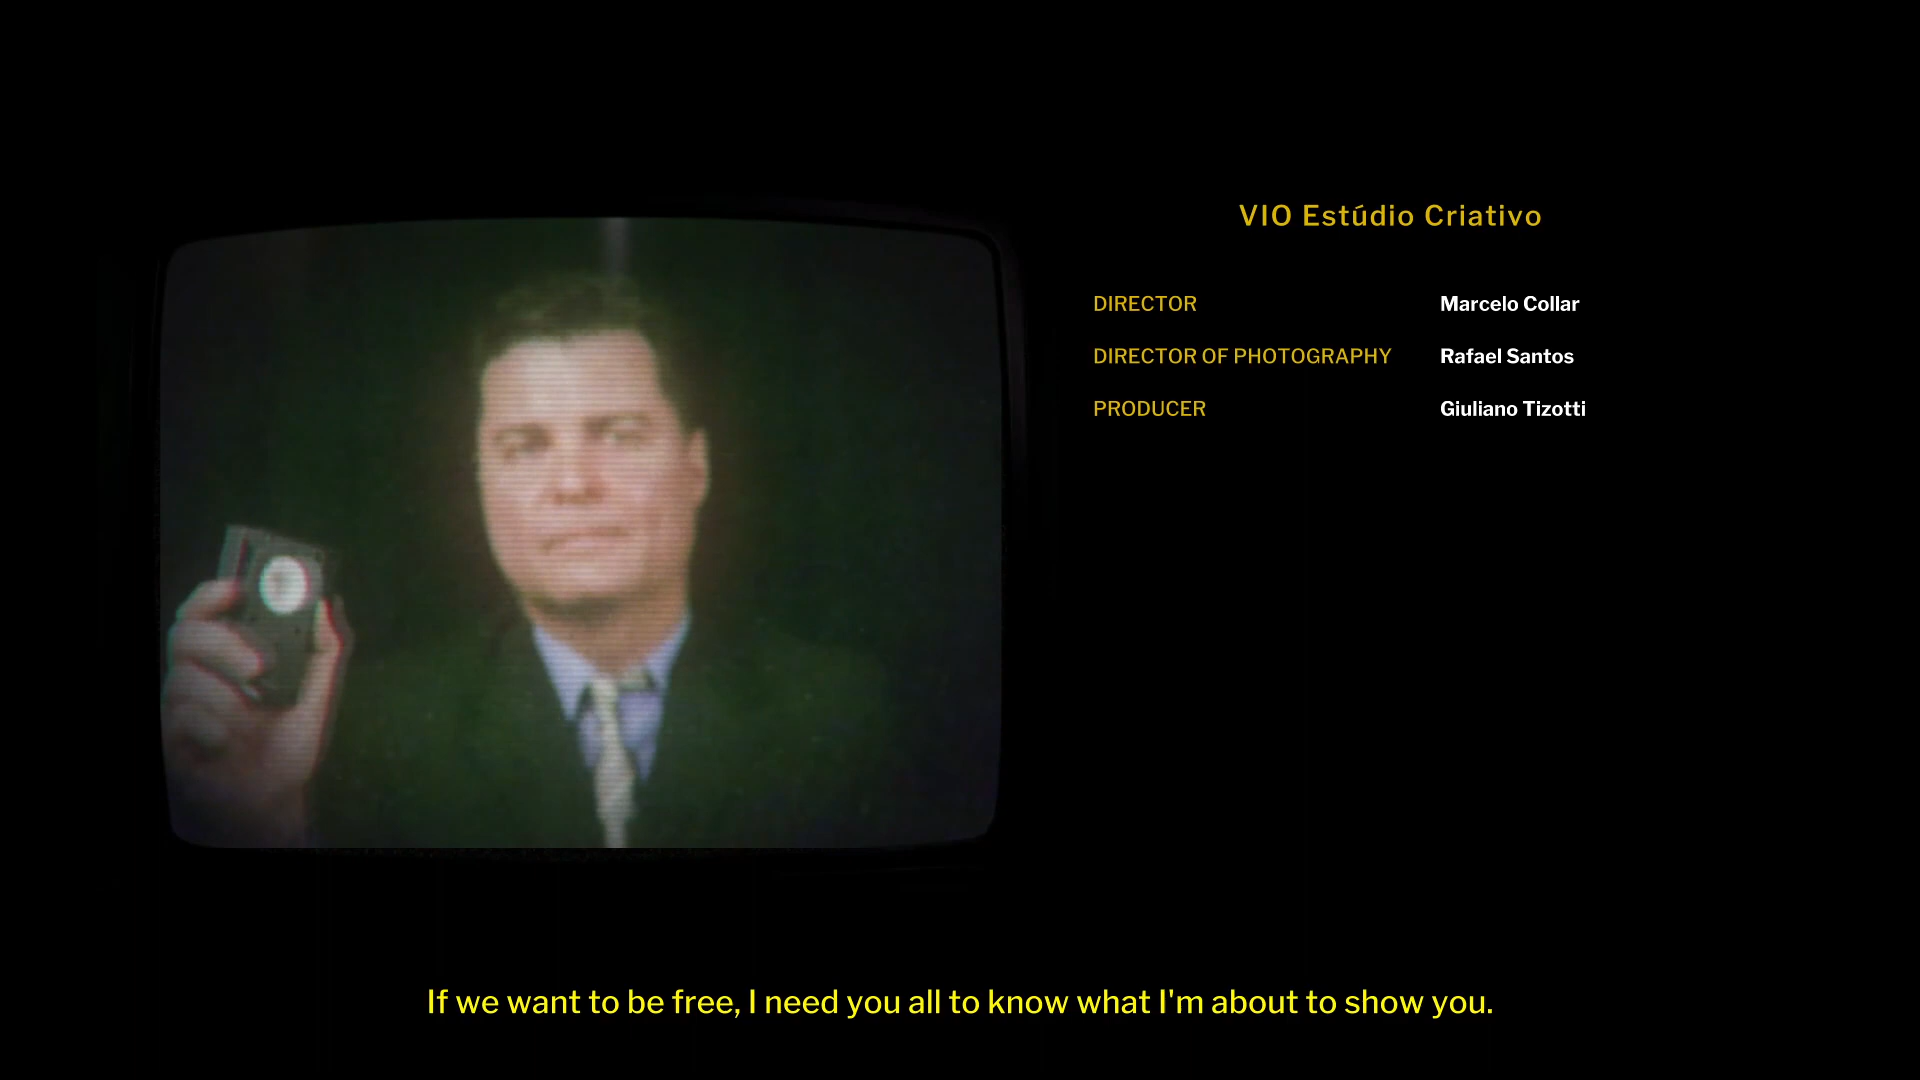 VIO Estúdio Criativo
DIRECTOR Marcelo Collar
DIRECTOR OF PHOTOGRAPHY Rafael Santos
PRODUCER Giuliano Tizotti
If we want to be free, I need you all to know what I'm about to show you.